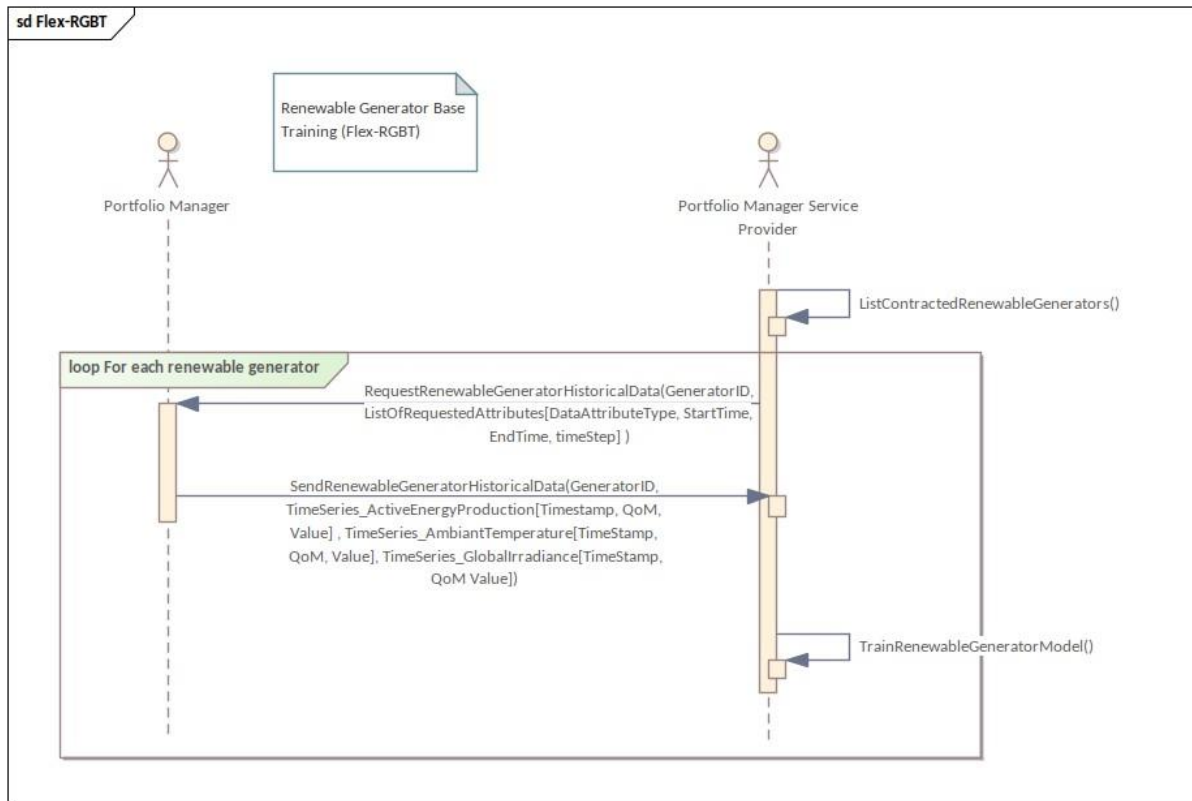 sd Flex-RGBT
Renewable Generator Base
Training (Flex-RGBT)
Portfolio Manager
Portfolio Manager Service
Provider
ListContractedRenewableGenerators()
loop For each renewable generator
RequestRenewableGeneratorHistoricalData(GeneratorID,
ListOfRequestedAttributes[DataAttributeType, StartTime,
EndTime, timeStep] )
SendRenewableGeneratorHistoricalData(GeneratorID,
TimeSeries_ActiveEnergyProduction[Timestamp, QoM,
Value] , TimeSeries_AmbiantTemperature[TimeStamp,
QoM, Value], TimeSeries_GlobalIrradiance[TimeStamp,
QoM Value])
TrainRenewableGeneratorModel()